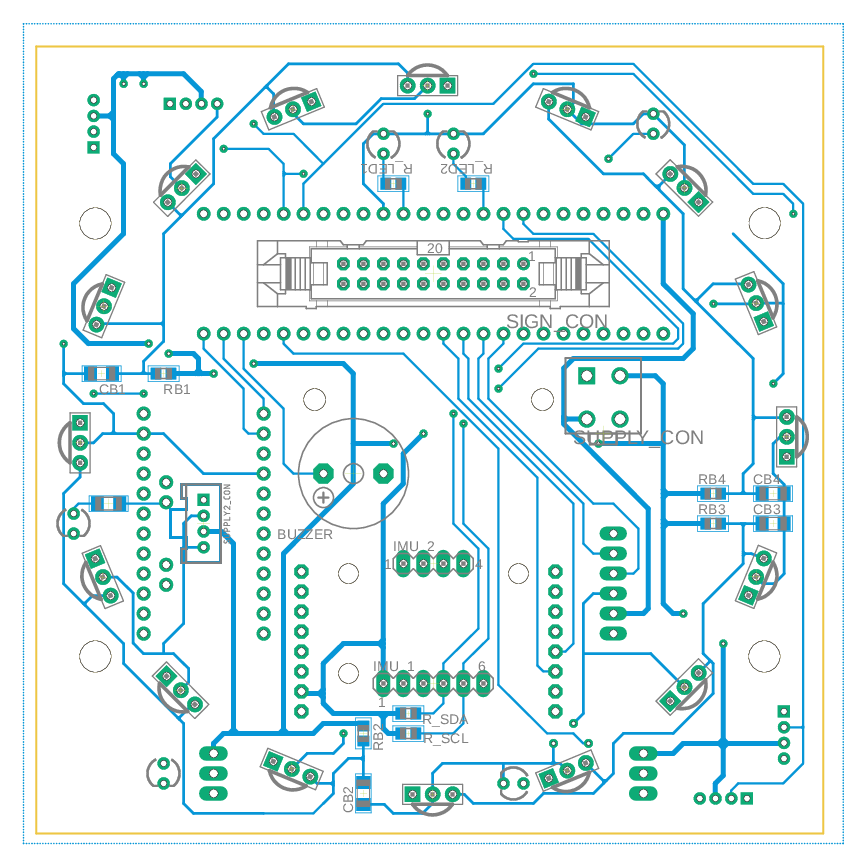 R_LED1
R_LED2
20
1
2
SIGN_CON
CB1
RB1
SUPPLY_CON
SUPPLY2_CON
RB4
CB4
RB3
CB3
BUZZER
IMU_2
1
4
IMU_1
6
1
R_SDA
R_SCL
RB2
CB2